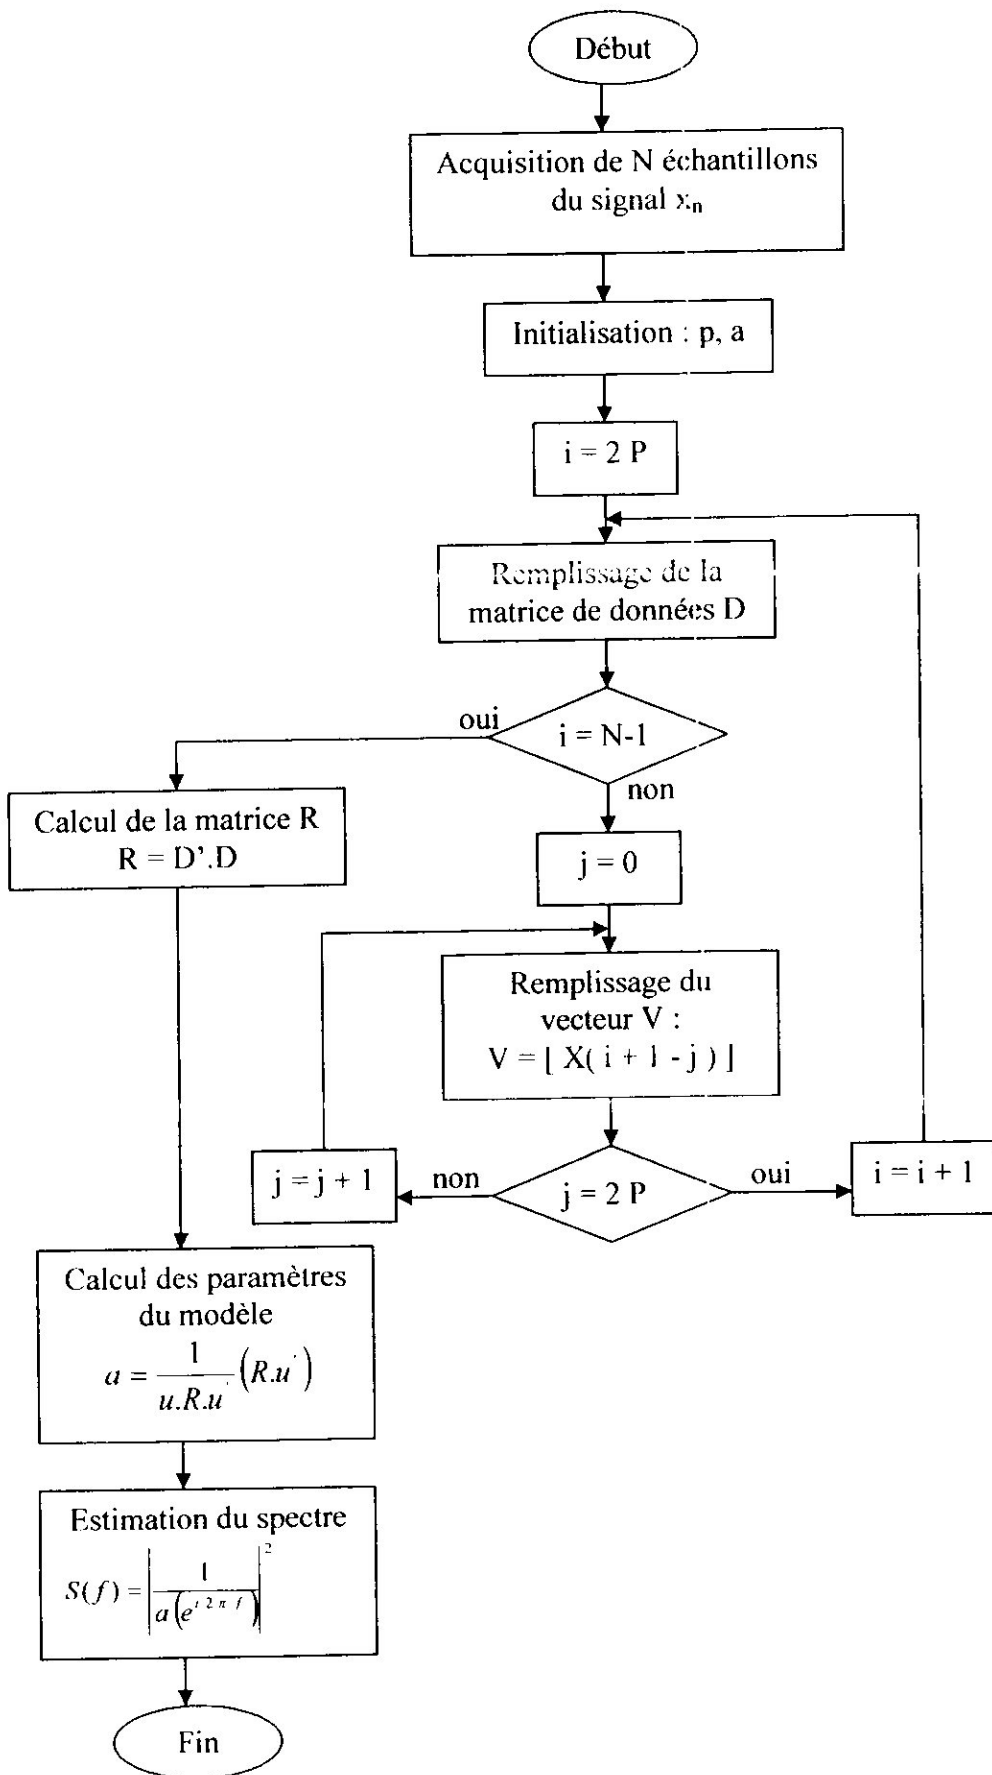 Début
Acquisition de N échantillons
du signal xₙ
Initialisation : p, a
i = 2 P
Remplissage de la
matrice de données D
i = N-1
oui
non
Calcul de la matrice R
R = D’.D
j = 0
Remplissage du
vecteur V :
V = [ X( i + 1 - j ) ]
j = j + 1
non
j = 2 P
oui
i = i + 1
Calcul des paramètres
du modèle
a = 1 / (u.R.u') (R.u')
Estimation du spectre
S(f) = | 1 / a(e^{i 2 π f}) |²
Fin